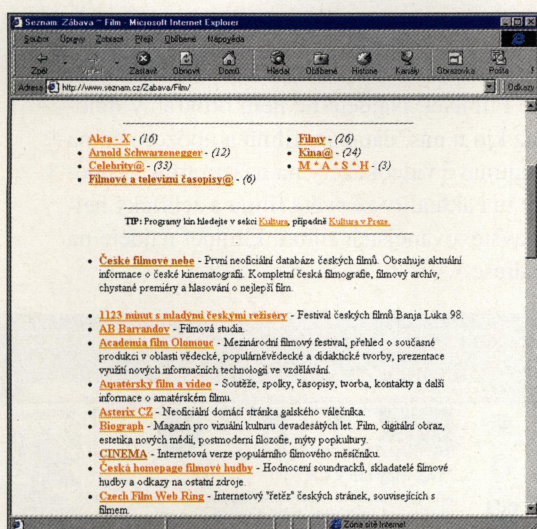 Seznam: Zábava ~ Film - Microsoft Internet Explorer
Soubor Úpravy Zobrazit Přejít Oblíbené Nápověda
Zpět Vpřed Zastavit Obnovit Domů Hledat Oblíbené Historie Kanály Obrazovka Pošta
Adresa http://www.seznam.cz/Zabava/Film/ Odkazy
Akta - X - (16)
Arnold Schwarzenegger - (12)
Celebrity@ - (33)
Filmové a televizní časopisy@ - (6)
Filmy - (26)
Kina@ - (24)
M * A * S * H - (3)
TIP: Programy kin hledejte v sekci Kultura, případně Kultura v Praze.
České filmové nebe - První neoficiální databáze českých filmů. Obsahuje aktuální
informace o české kinematografii. Kompletní česká filmografie, filmový archív,
chystané premiéry a hlasování o nejlepší film.
1123 minut s mladými českými režiséry - Festival českých filmů Banja Luka 98.
AB Barrandov - Filmová studia.
Academia film Olomouc - Mezinárodní filmový festival, přehled o současné
produkci v oblasti vědecké, populárněvědecké a didaktické tvorby, prezentace
využití nových informačních technologií ve vzdělávání.
Amatérský film a video - Soutěže, spolky, časopisy, tvorba, kontakty a další
informace o amatérském filmu.
Asterix CZ - Neoficiální domácí stránka galského válečníka.
Biograph - Magazín pro vizuální kulturu devadesátých let. Film, digitální obraz,
estetika nových médií, postmoderní filozofie, mýty popkultury.
CINEMA - Internetová verze populárního filmového měsíčníku.
Česká homepage filmové hudby - Hodnocení soundracků, skladatelé filmové
hudby a odkazy na ostatní zdroje.
Czech Film Web Ring - Internetový "řetěz" českých stránek, souvisejících s
filmem.
Zóna sítě Internet